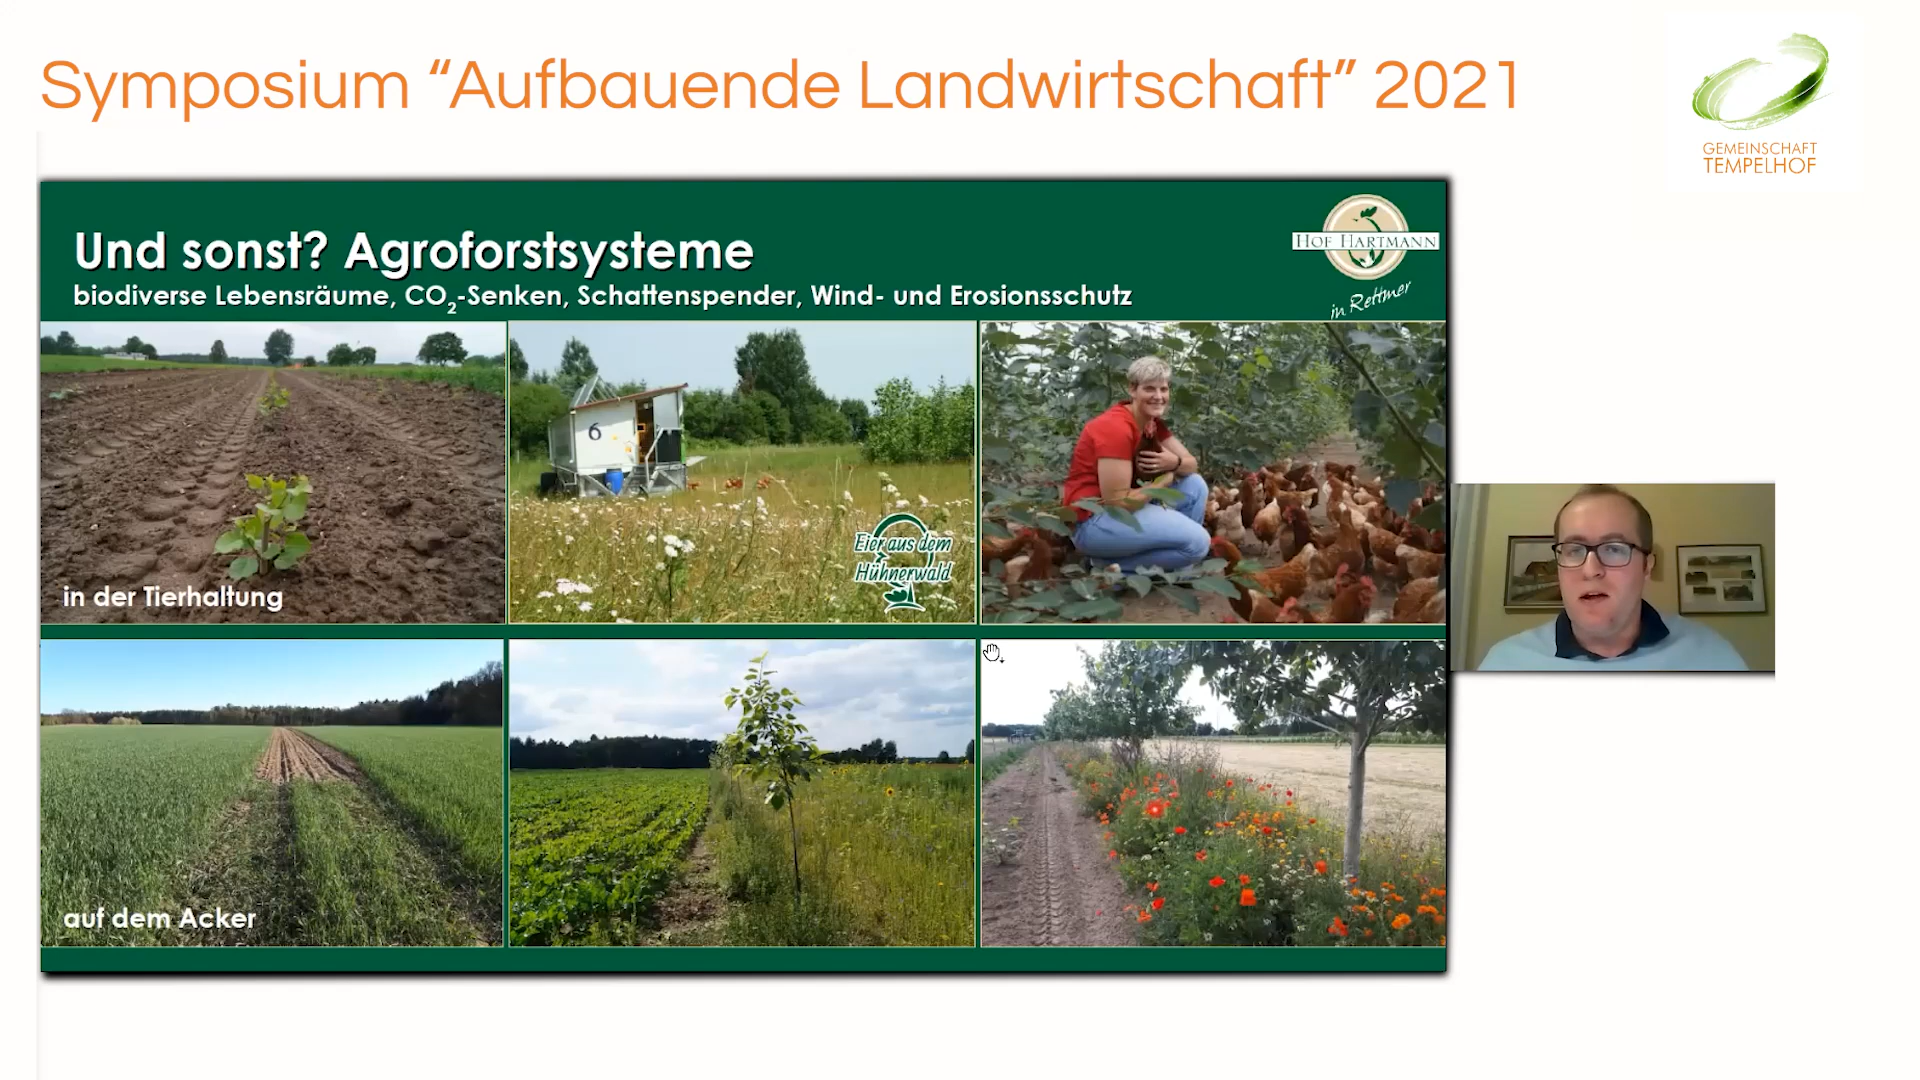 Symposium “Aufbauende Landwirtschaft” 2021
GEMEINSCHAFT
TEMPELHOF
Und sonst? Agroforstsysteme
biodiverse Lebensräume, CO₂-Senken, Schattenspender, Wind- und Erosionsschutz
HOF HARTMANN
in Rettmer
6
Eier aus dem
Hühnerwald
in der Tierhaltung
auf dem Acker